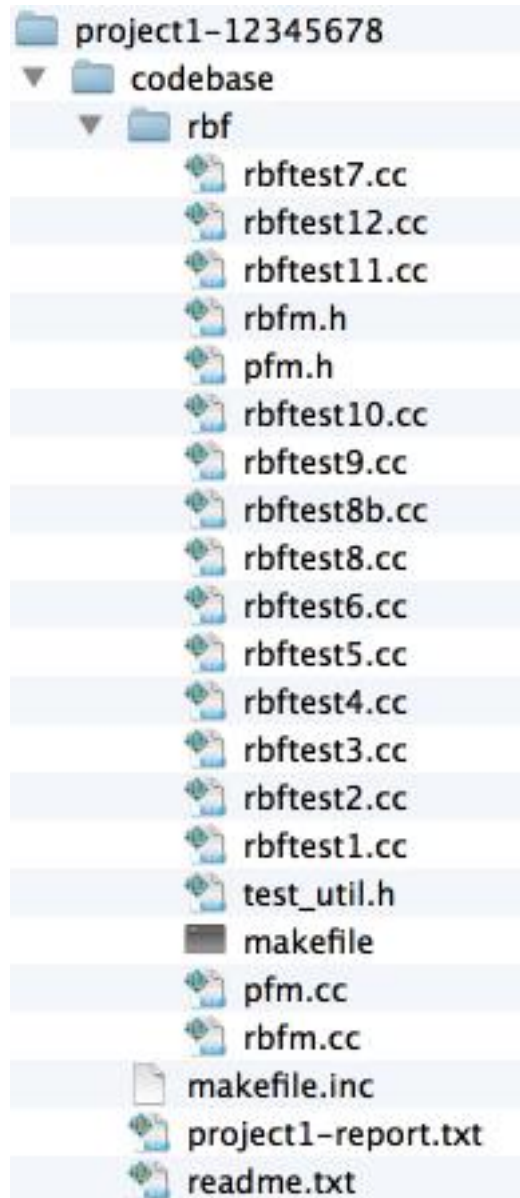 project1-12345678
codebase
rbf
rbftest7.cc
rbftest12.cc
rbftest11.cc
rbfm.h
pfm.h
rbftest10.cc
rbftest9.cc
rbftest8b.cc
rbftest8.cc
rbftest6.cc
rbftest5.cc
rbftest4.cc
rbftest3.cc
rbftest2.cc
rbftest1.cc
test_util.h
makefile
pfm.cc
rbfm.cc
makefile.inc
project1-report.txt
readme.txt